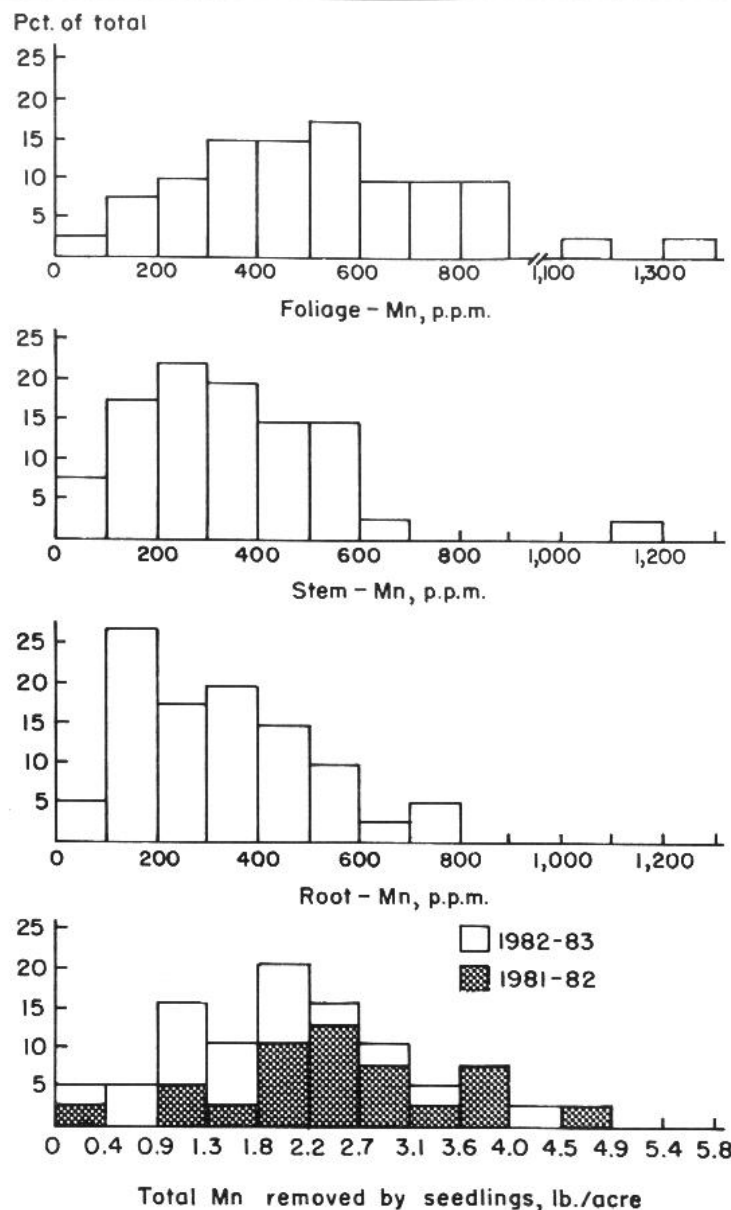 Pct. of total
25
20
15
10
5
0 200 400 600 800 1,100 1,300
Foliage - Mn, p.p.m.
25
20
15
10
5
0 200 400 600 800 1,000 1,200
Stem - Mn, p.p.m.
25
20
15
10
5
0 200 400 600 800 1,000 1,200
Root - Mn, p.p.m.
25
20
15
10
5
1982-83
1981-82
0 0.4 0.9 1.3 1.8 2.2 2.7 3.1 3.6 4.0 4.5 4.9 5.4 5.8
Total Mn removed by seedlings, lb./acre